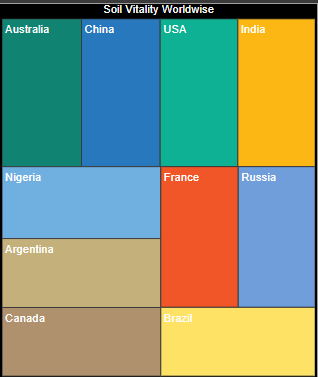 Soil Vitality Worldwise
Australia
China
USA
India
Nigeria
France
Russia
Argentina
Canada
Brazil